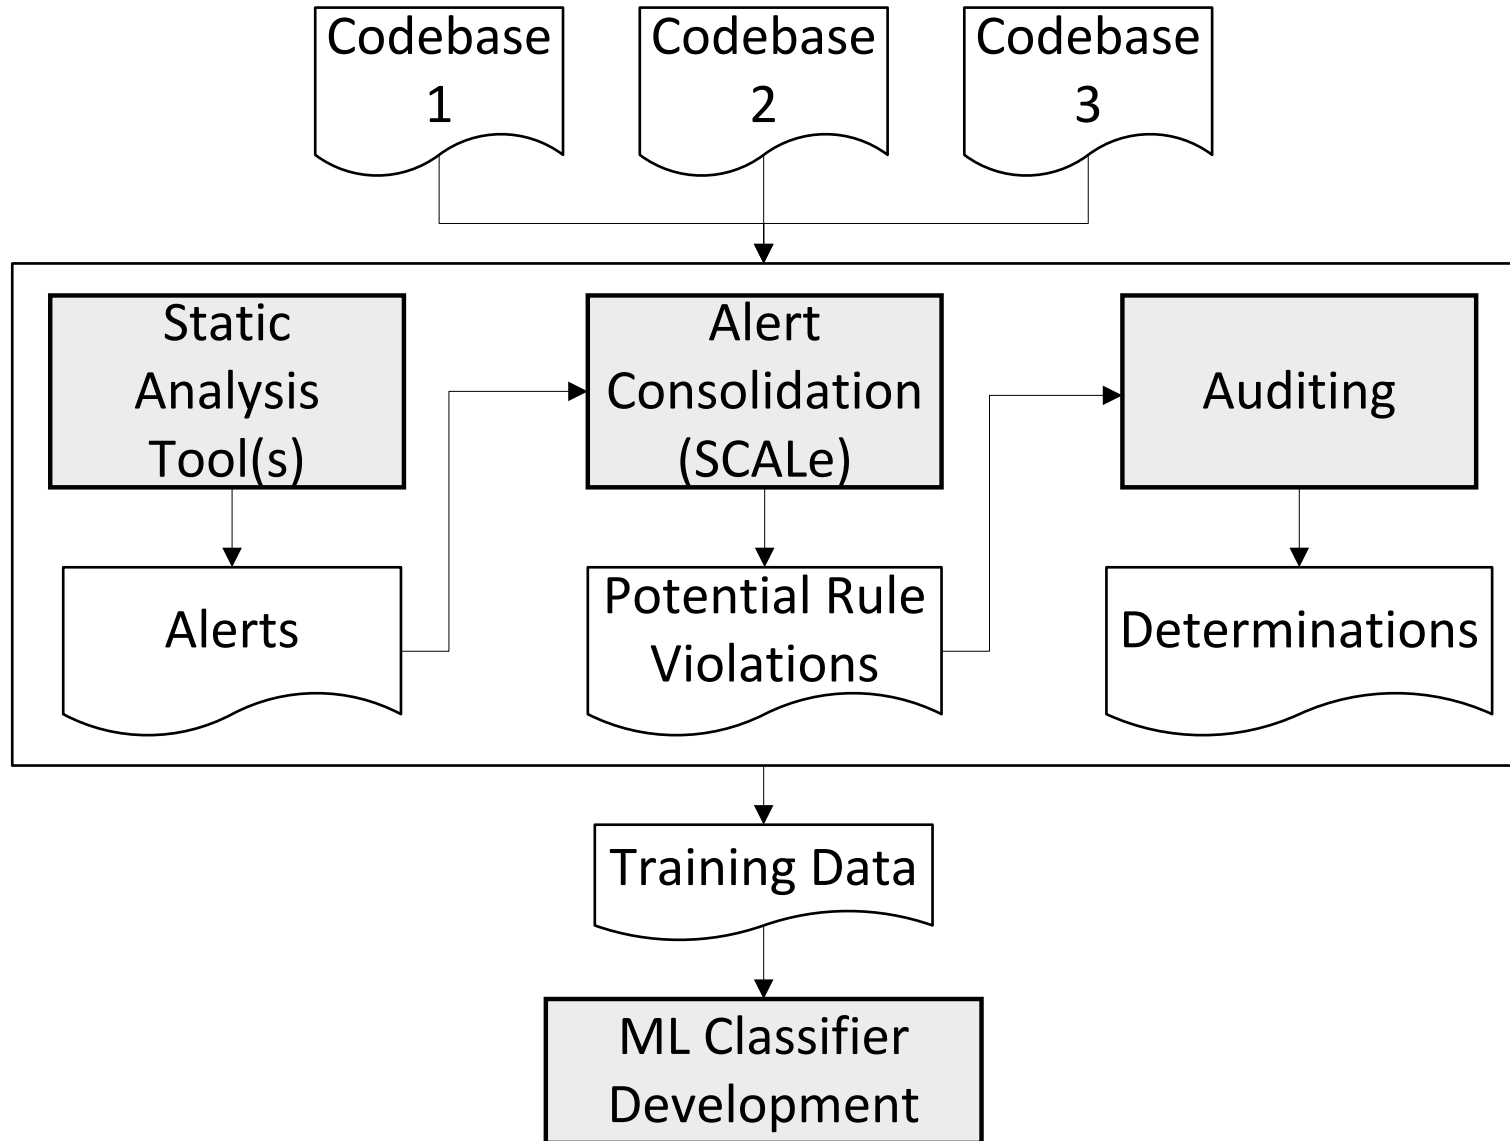 Codebase
1
Codebase
2
Codebase
3
Static
Analysis
Tool(s)
Alert
Consolidation
(SCALe)
Auditing
Alerts
Potential Rule
Violations
Determinations
Training Data
ML Classifier
Development